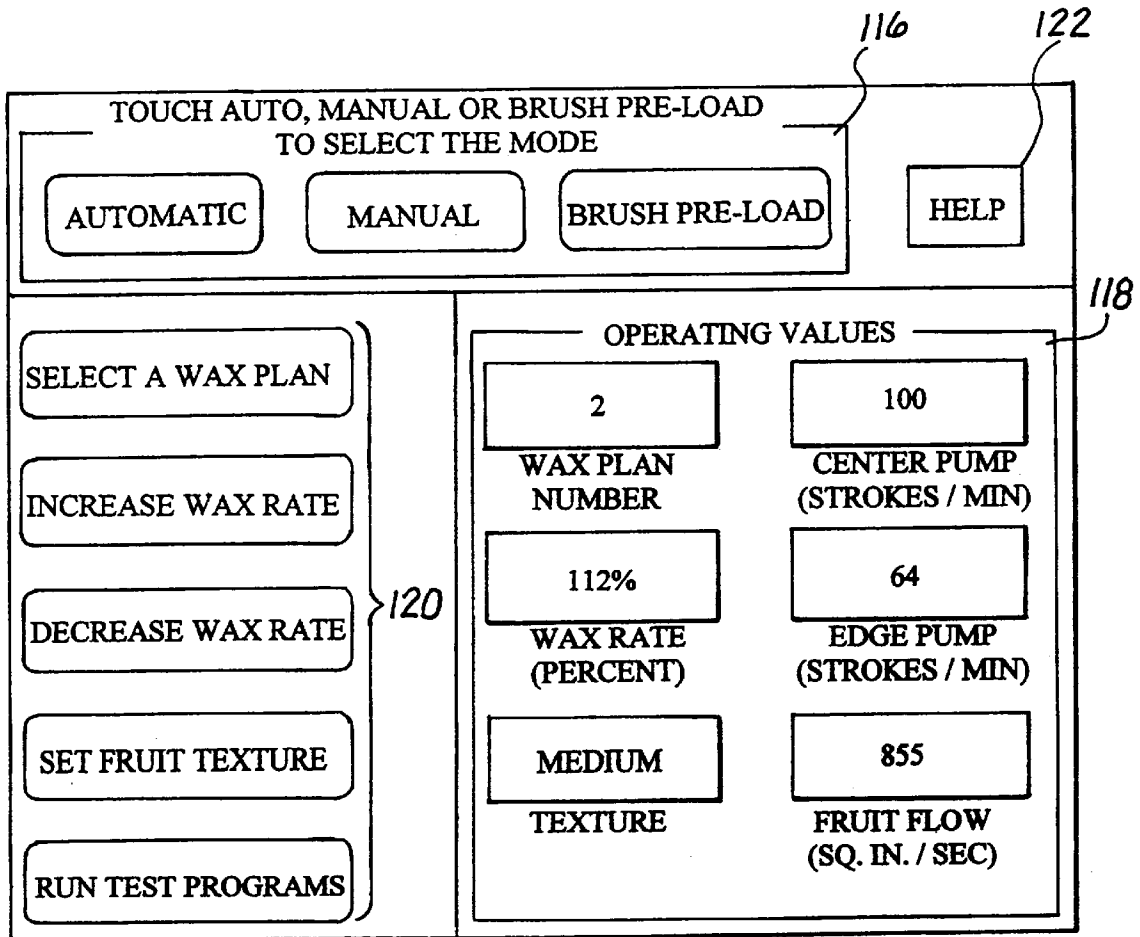 116
122
TOUCH AUTO, MANUAL OR BRUSH PRE-LOAD
TO SELECT THE MODE
AUTOMATIC
MANUAL
BRUSH PRE-LOAD
HELP
118
SELECT A WAX PLAN
INCREASE WAX RATE
DECREASE WAX RATE
SET FRUIT TEXTURE
RUN TEST PROGRAMS
120
OPERATING VALUES
2
WAX PLAN
NUMBER
100
CENTER PUMP
(STROKES / MIN)
112%
WAX RATE
(PERCENT)
64
EDGE PUMP
(STROKES / MIN)
MEDIUM
TEXTURE
855
FRUIT FLOW
(SQ. IN. / SEC)